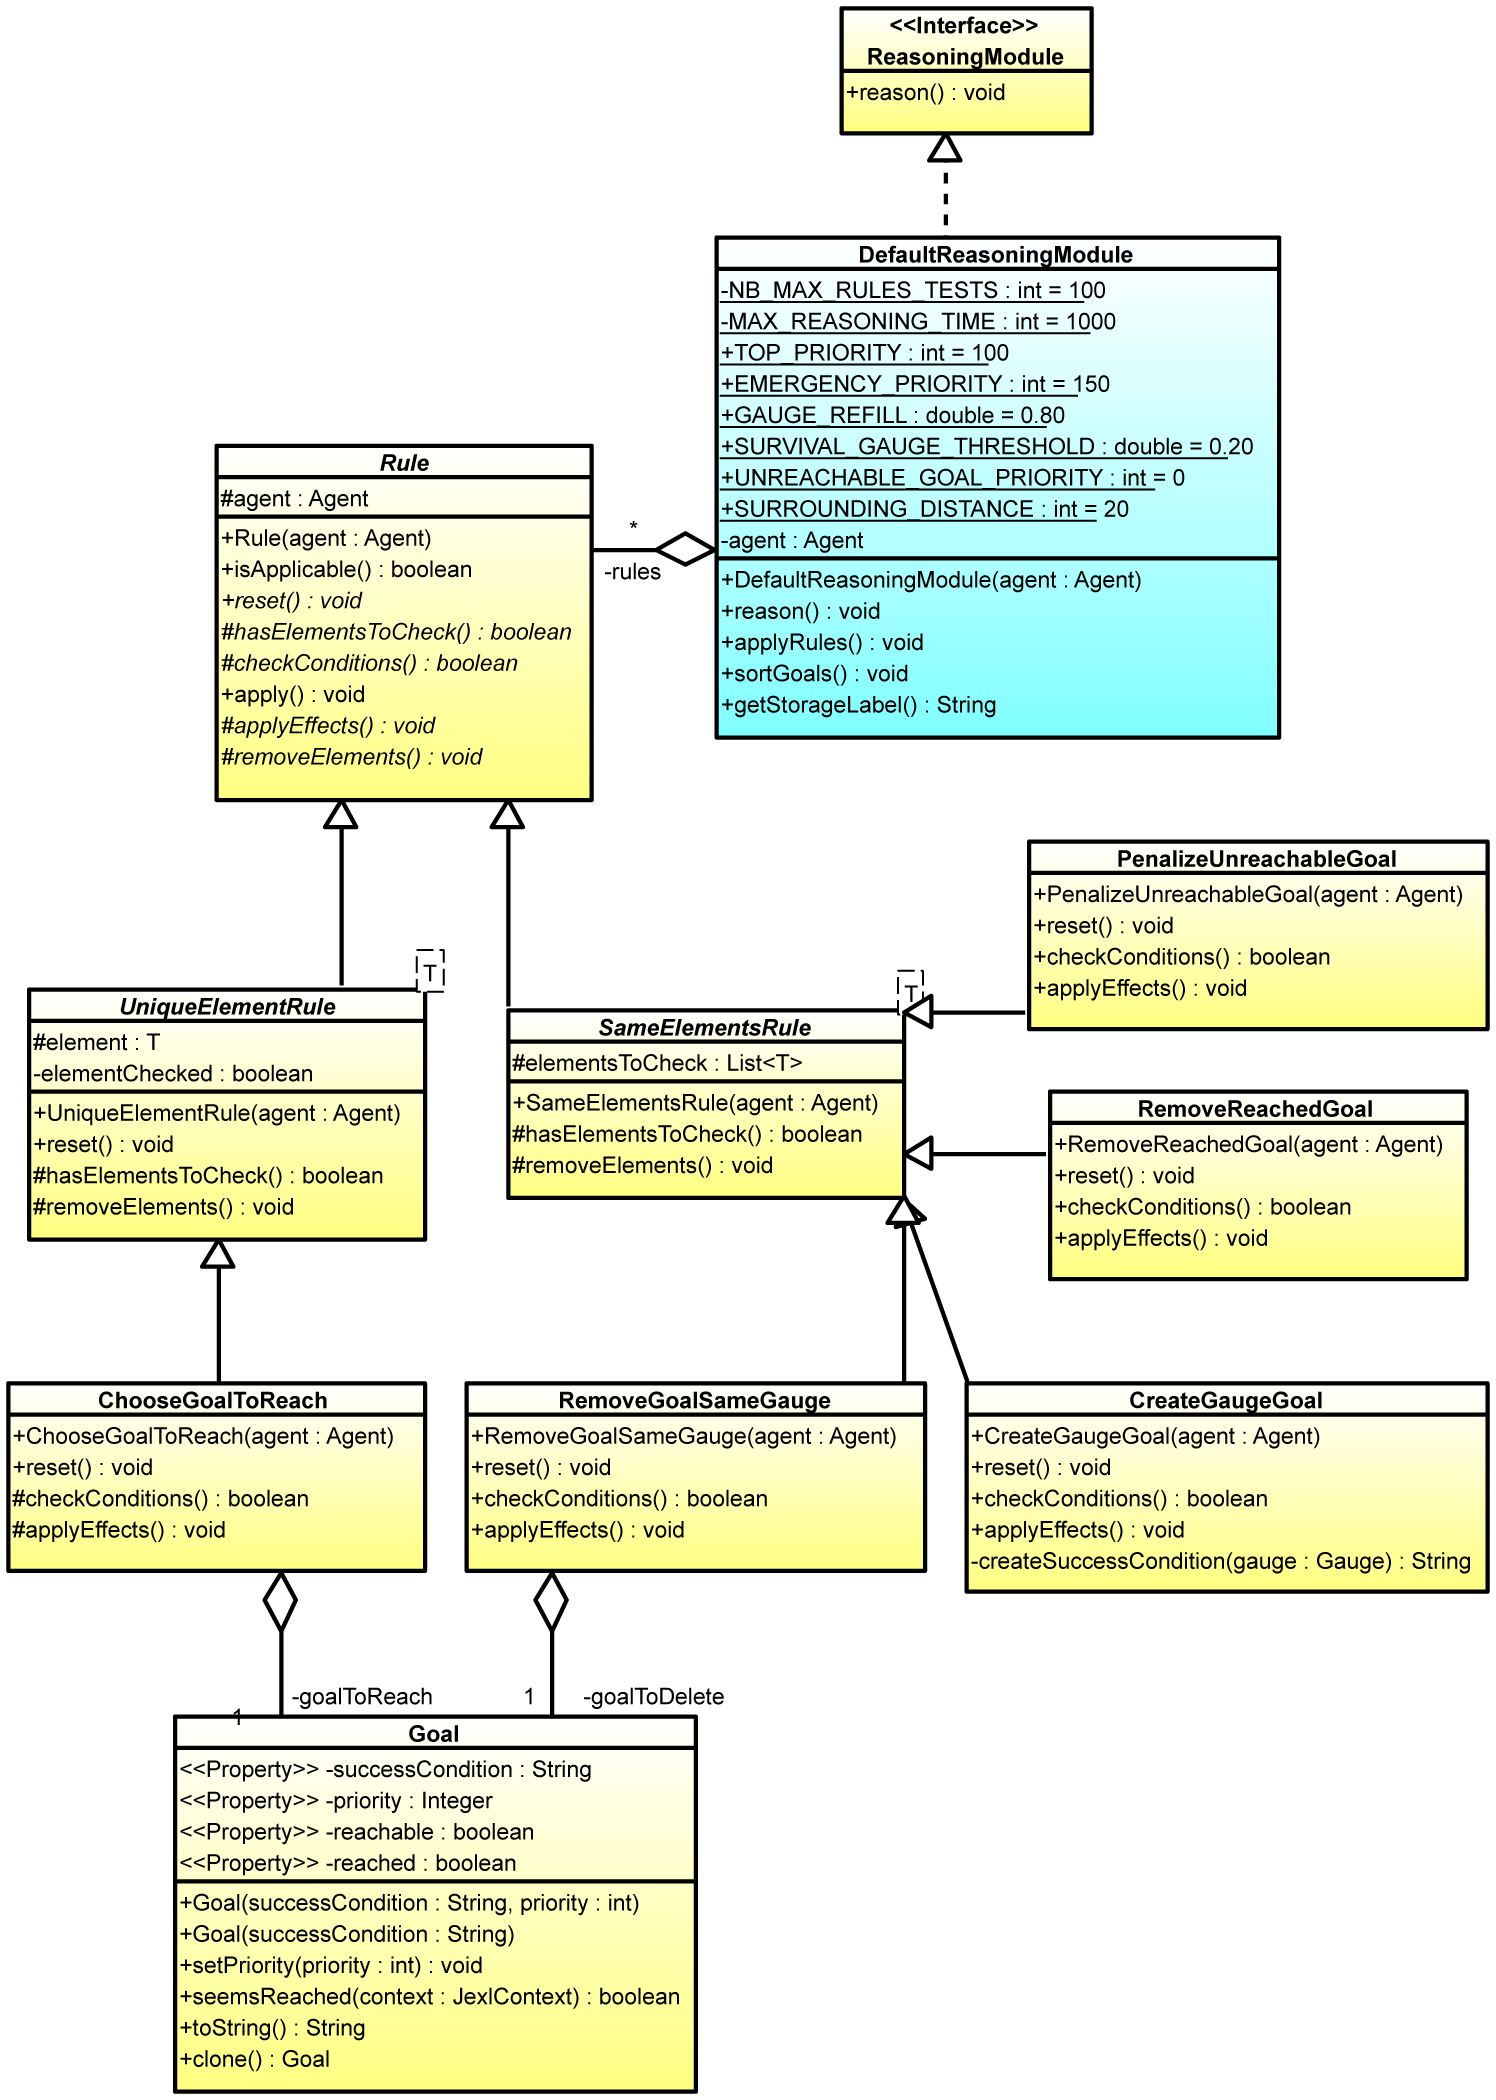 <<Interface>>
ReasoningModule
+reason() : void
DefaultReasoningModule
-NB_MAX_RULES_TESTS : int = 100
-MAX_REASONING_TIME : int = 1000
+TOP_PRIORITY : int = 100
+EMERGENCY_PRIORITY : int = 150
+GAUGE_REFILL : double = 0.80
+SURVIVAL_GAUGE_THRESHOLD : double = 0.20
+UNREACHABLE_GOAL_PRIORITY : int = 0
+SURROUNDING_DISTANCE : int = 20
-agent : Agent
+DefaultReasoningModule(agent : Agent)
+reason() : void
+applyRules() : void
+sortGoals() : void
+getStorageLabel() : String
Rule
#agent : Agent
+Rule(agent : Agent)
+isApplicable() : boolean
+reset() : void
#hasElementsToCheck() : boolean
#checkConditions() : boolean
+apply() : void
#applyEffects() : void
#removeElements() : void
*
-rules
PenalizeUnreachableGoal
+PenalizeUnreachableGoal(agent : Agent)
+reset() : void
+checkConditions() : boolean
+applyEffects() : void
T
UniqueElementRule
#element : T
-elementChecked : boolean
+UniqueElementRule(agent : Agent)
+reset() : void
#hasElementsToCheck() : boolean
#removeElements() : void
T
SameElementsRule
#elementsToCheck : List<T>
+SameElementsRule(agent : Agent)
#hasElementsToCheck() : boolean
#removeElements() : void
RemoveReachedGoal
+RemoveReachedGoal(agent : Agent)
+reset() : void
+checkConditions() : boolean
+applyEffects() : void
ChooseGoalToReach
+ChooseGoalToReach(agent : Agent)
+reset() : void
#checkConditions() : boolean
#applyEffects() : void
RemoveGoalSameGauge
+RemoveGoalSameGauge(agent : Agent)
+reset() : void
+checkConditions() : boolean
+applyEffects() : void
CreateGaugeGoal
+CreateGaugeGoal(agent : Agent)
+reset() : void
+checkConditions() : boolean
+applyEffects() : void
-createSuccessCondition(gauge : Gauge) : String
1
-goalToReach
1
-goalToDelete
Goal
<<Property>> -successCondition : String
<<Property>> -priority : Integer
<<Property>> -reachable : boolean
<<Property>> -reached : boolean
+Goal(successCondition : String, priority : int)
+Goal(successCondition : String)
+setPriority(priority : int) : void
+seemsReached(context : JexlContext) : boolean
+toString() : String
+clone() : Goal